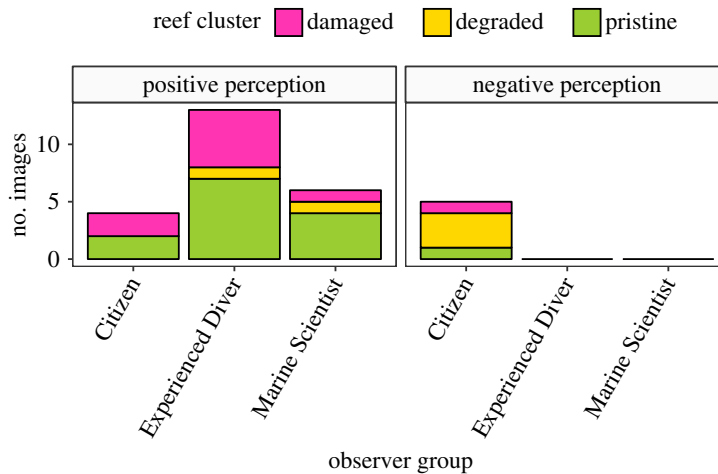 reef cluster damaged degraded pristine
positive perception negative perception
no. images
10
5
0
Citizen
Experienced Diver
Marine Scientist
Citizen
Experienced Diver
Marine Scientist
observer group